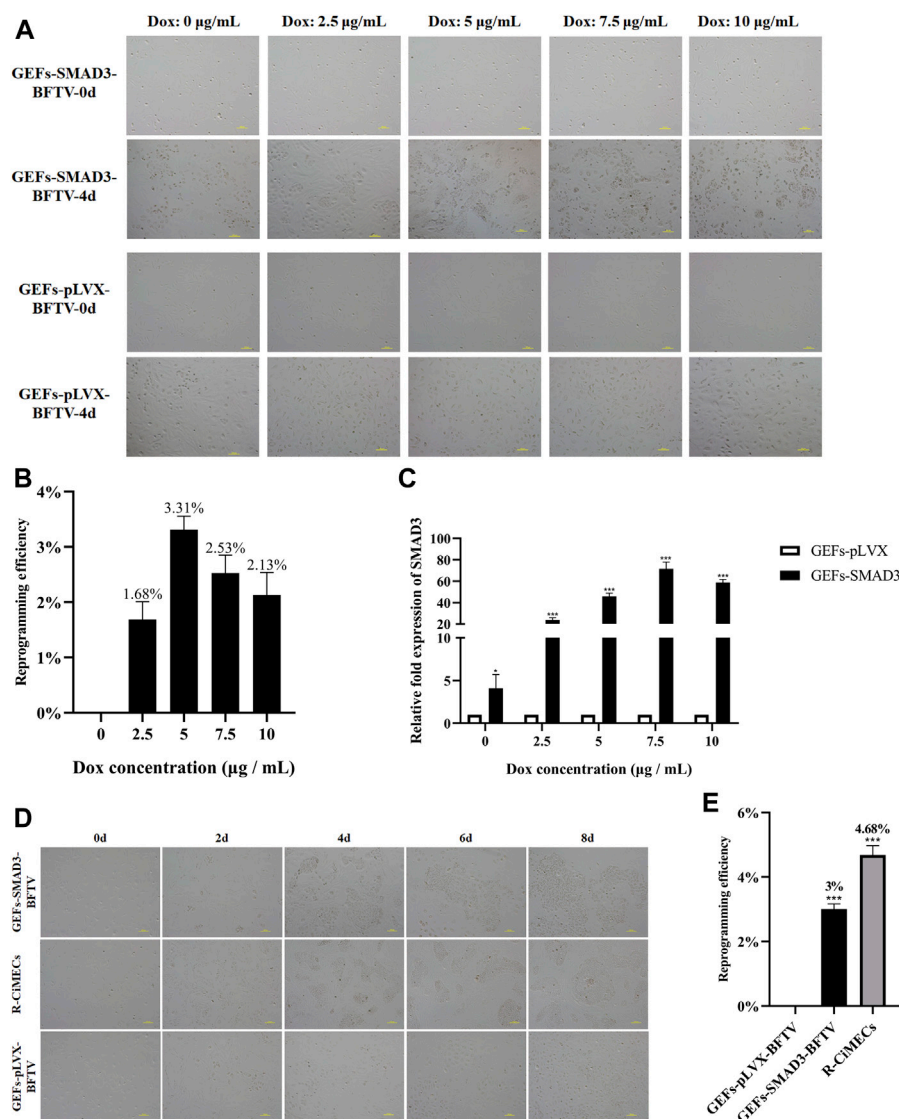 A
Dox: 0 μg/mL Dox: 2.5 μg/mL Dox: 5 μg/mL Dox: 7.5 μg/mL Dox: 10 μg/mL
GEFs-SMAD3-
BFTV-0d
GEFs-SMAD3-
BFTV-4d
GEFs-pLVX-
BFTV-0d
GEFs-pLVX-
BFTV-4d
B
Reprogramming efficiency
4%
3%
2%
1%
0%
1.68%
3.31%
2.53%
2.13%
0 2.5 5 7.5 10
Dox concentration (μg / mL)
C
Relative fold expression of SMAD3
100
80
60
40
20
10
5
0
* *** *** *** ***
0 2.5 5 7.5 10
Dox concentration (μg / mL)
GEFs-pLVX
GEFs-SMAD3
D
0d 2d 4d 6d 8d
GEFs-SMAD3-
BFTV
R-CiMECs
GEFs-pLVX-
BFTV
E
Reprogramming efficiency
6%
4%
2%
0%
3%
***
4.68%
***
GEFs-pLVX-BFTV
GEFs-SMAD3-BFTV
R-CiMECs